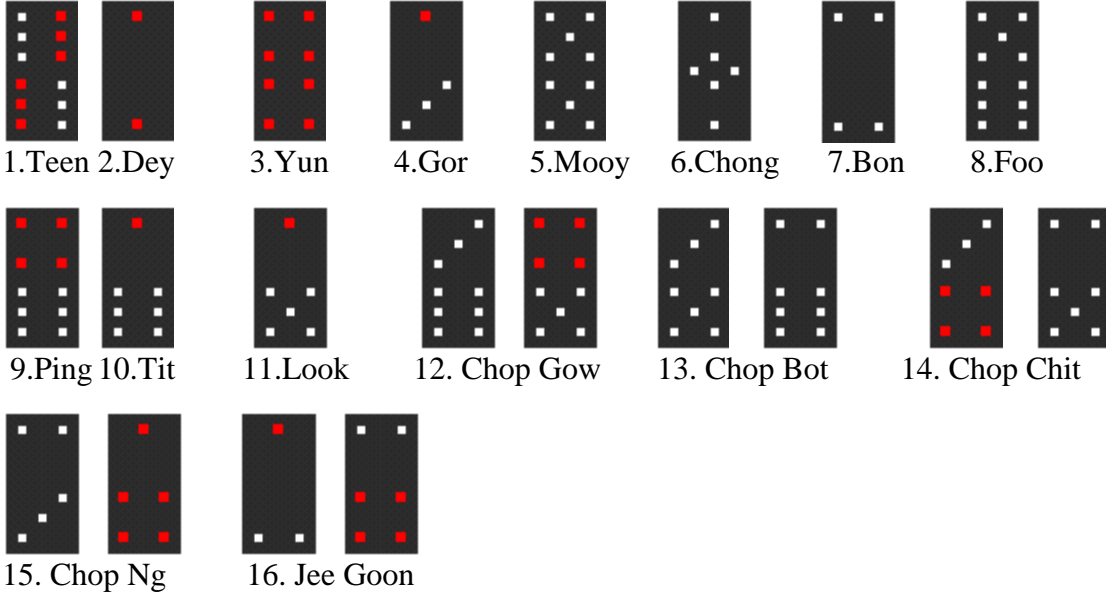 1.Teen 2.Dey 3.Yun 4.Gor 5.Mooy 6.Chong 7.Bon 8.Foo
9.Ping 10.Tit 11.Look 12. Chop Gow 13. Chop Bot 14. Chop Chit
15. Chop Ng 16. Jee Goon